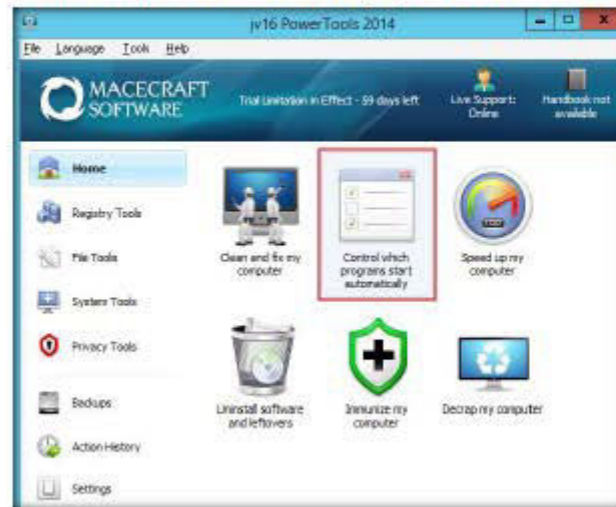 jv16 PowerTools 2014
File Language Tools Help
MACECRAFT
SOFTWARE
Trial Limitation in Effect - 59 days left
Live Support:
Online
Handbook not
available
Home
Registry Tools
File Tools
System Tools
Privacy Tools
Backups
Action History
Settings
Clean and fix my
computer
Control which
programs start
automatically
Speed up my
computer
Uninstall software
and leftovers
Immunize my
computer
Decrap my computer